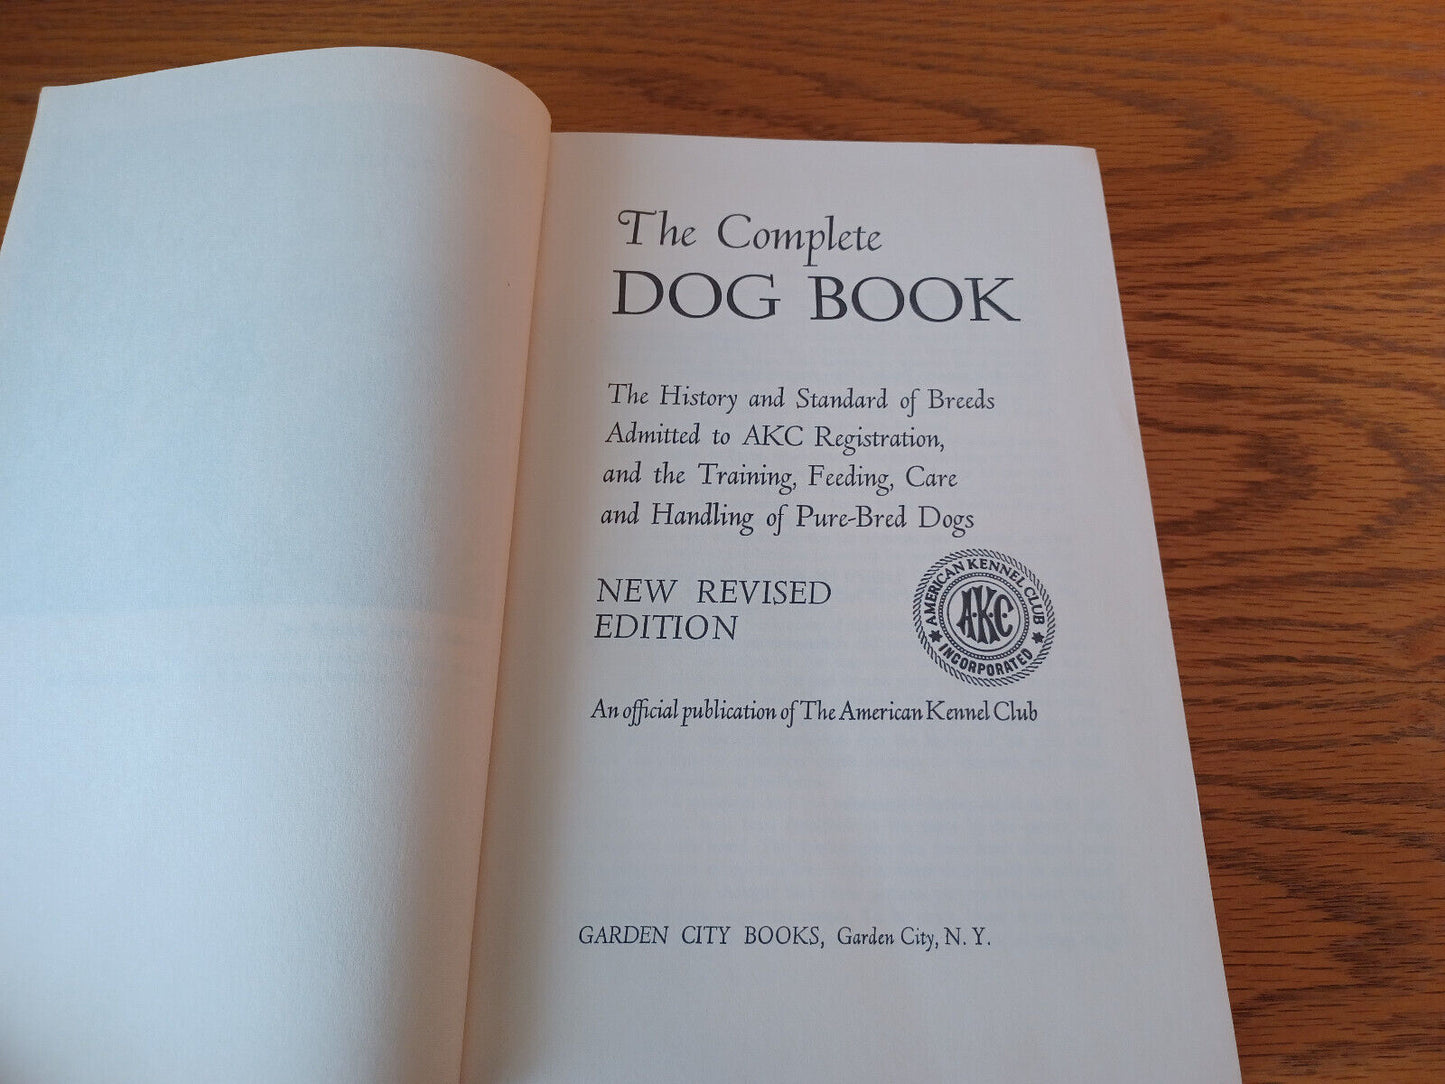 The Complete
DOG BOOK
The History and Standard of Breeds
Admitted to AKC Registration,
and the Training, Feeding, Care
and Handling of Pure-Bred Dogs
NEW REVISED
EDITION
AMERICAN KENNEL CLUB
A·K·C
INCORPORATED
An official publication of The American Kennel Club
GARDEN CITY BOOKS, Garden City, N. Y.